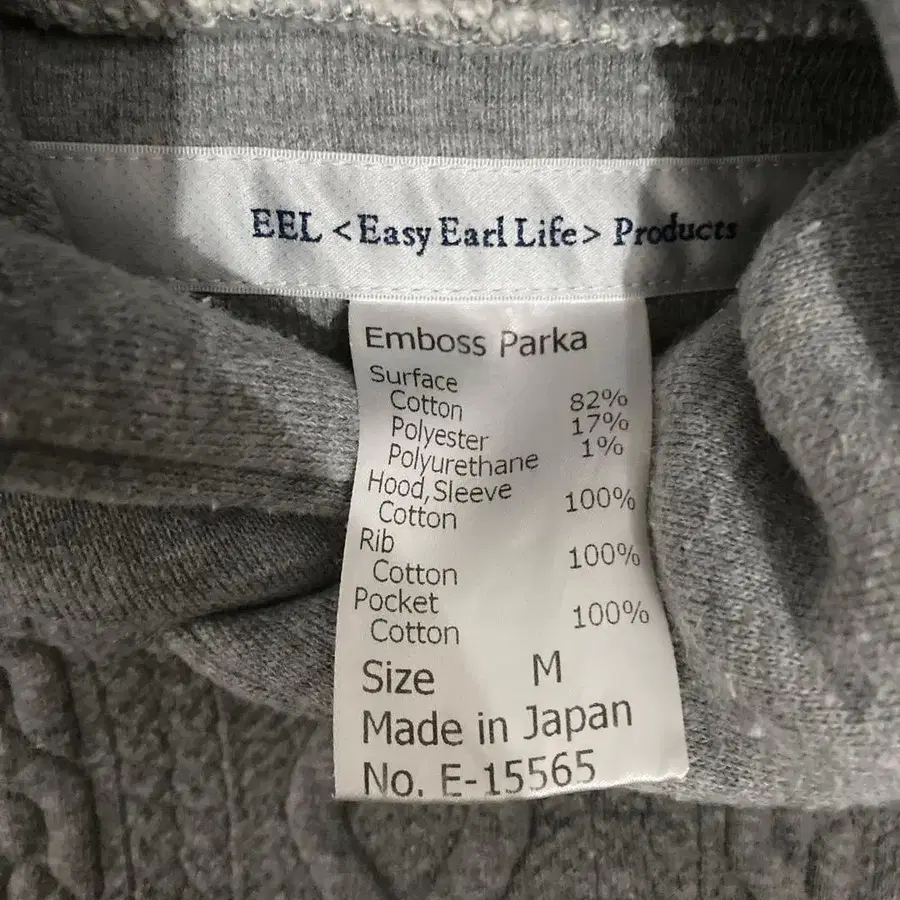 EEL <Easy Earl Life> Products
Emboss Parka
Surface
Cotton 82%
Polyester 17%
Polyurethane 1%
Hood,Sleeve
Cotton 100%
Rib
Cotton 100%
Pocket
Cotton 100%
Size M
Made in Japan
No. E-15565